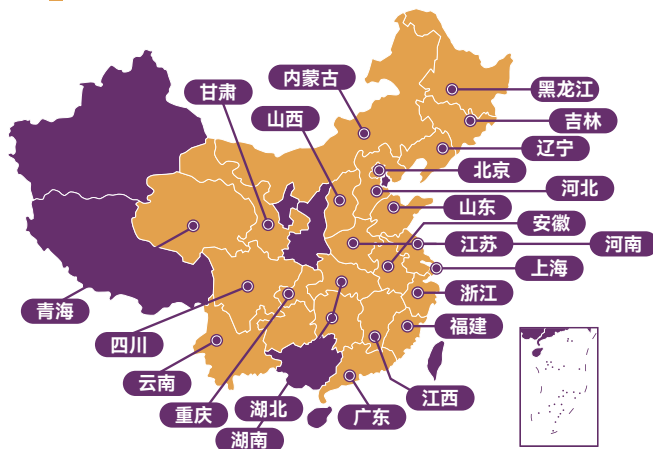 内蒙古
甘肃
黑龙江
山西
吉林
辽宁
北京
河北
山东
安徽
江苏
河南
上海
浙江
青海
福建
四川
云南
江西
重庆
湖北
广东
湖南